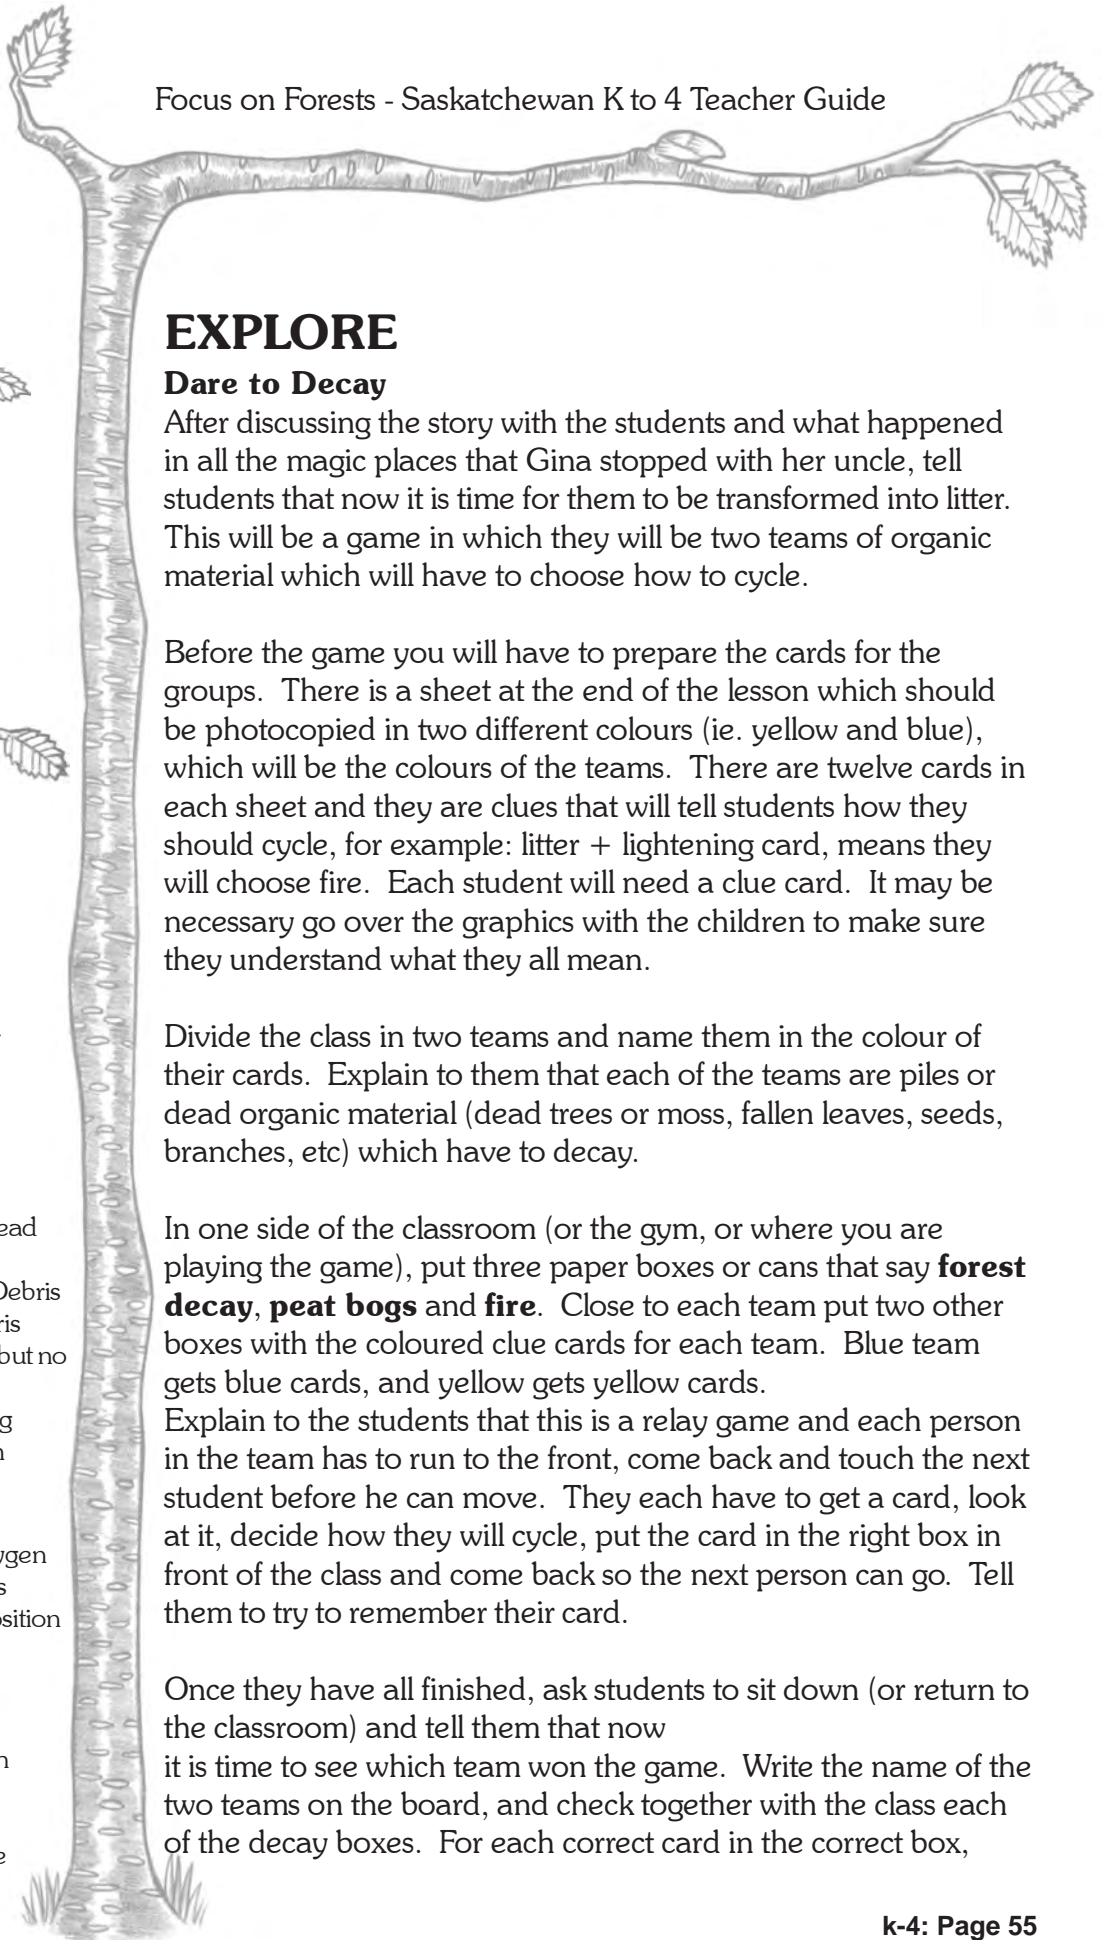 Focus on Forests - Saskatchewan K to 4 Teacher Guide
EXPLORE
Dare to Decay
After discussing the story with the students and what happened
in all the magic places that Gina stopped with her uncle, tell
students that now it is time for them to be transformed into litter.
This will be a game in which they will be two teams of organic
material which will have to choose how to cycle.
Before the game you will have to prepare the cards for the
groups. There is a sheet at the end of the lesson which should
be photocopied in two different colours (ie. yellow and blue),
which will be the colours of the teams. There are twelve cards in
each sheet and they are clues that will tell students how they
should cycle, for example: litter + lightening card, means they
will choose fire. Each student will need a clue card. It may be
necessary go over the graphics with the children to make sure
they understand what they all mean.
Divide the class in two teams and name them in the colour of
their cards. Explain to them that each of the teams are piles or
dead organic material (dead trees or moss, fallen leaves, seeds,
branches, etc) which have to decay.
In one side of the classroom (or the gym, or where you are
playing the game), put three paper boxes or cans that say forest
decay, peat bogs and fire. Close to each team put two other
boxes with the coloured clue cards for each team. Blue team
gets blue cards, and yellow gets yellow cards.
Explain to the students that this is a relay game and each person
in the team has to run to the front, come back and touch the next
student before he can move. They each have to get a card, look
at it, decide how they will cycle, put the card in the right box in
front of the class and come back so the next person can go. Tell
them to try to remember their card.
Once they have all finished, ask students to sit down (or return to
the classroom) and tell them that now
it is time to see which team won the game. Write the name of the
two teams on the board, and check together with the class each
of the decay boxes. For each correct card in the correct box,
k-4: Page 55
Debris
but no